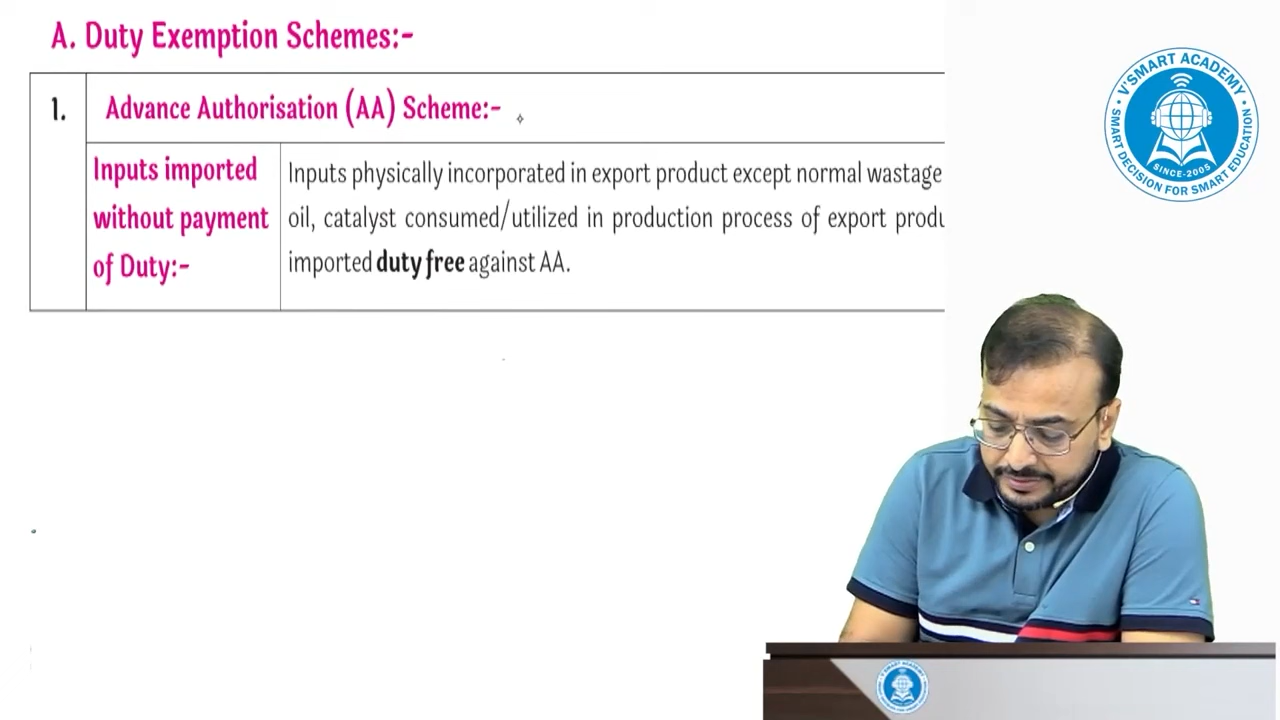 A. Duty Exemption Schemes:-
1.
Advance Authorisation (AA) Scheme:-
Inputs imported
without payment
of Duty:-
Inputs physically incorporated in export product except normal wastage
oil, catalyst consumed/utilized in production process of export produ
imported duty free against AA.
V'SMART ACADEMY
SINCE-2005
SMART DECISION FOR SMART EDUCATION